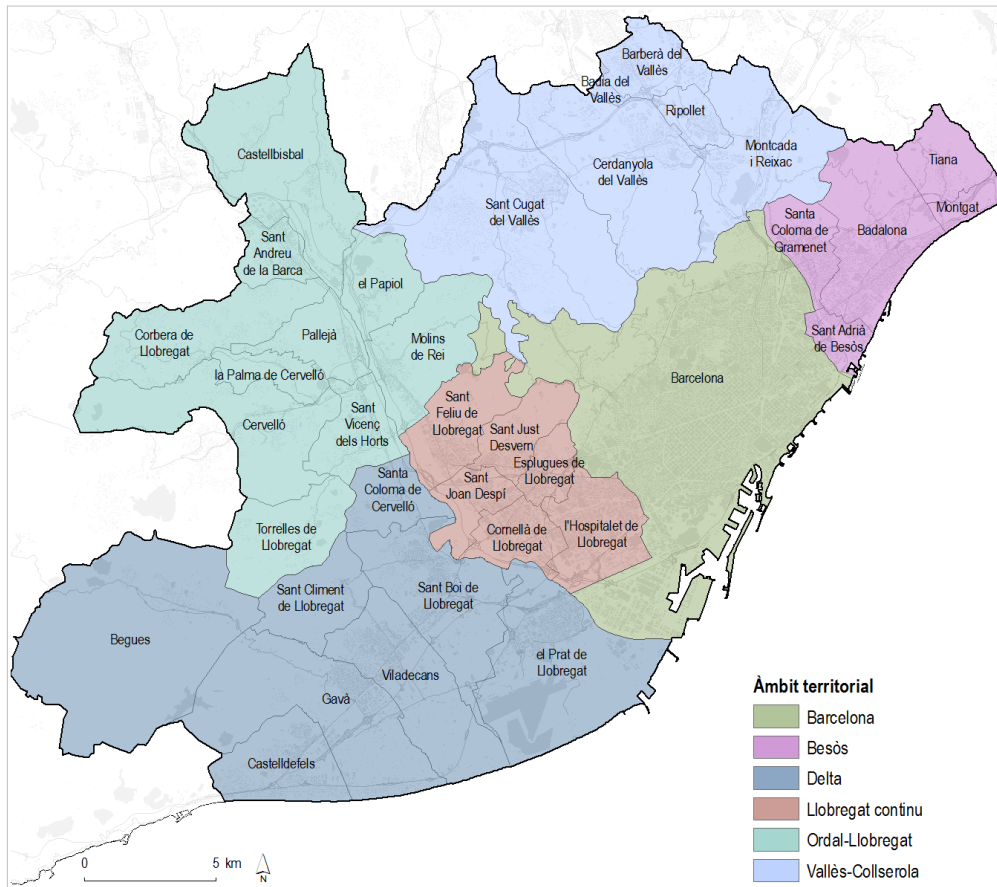 Barberà del
Vallès
Badia del
Vallès
Ripollet
Castellbisbal
Montcada
i Reixac
Tiana
Cerdanyola
del Vallès
Sant Cugat
del Vallès
Montgat
Santa
Coloma de
Gramenet
Badalona
Sant
Andreu
de la Barca
el Papiol
Corbera de
Llobregat
Pallejà
Molins
de Rei
Sant Adrià
de Besòs
la Palma de Cervelló
Barcelona
Cervelló
Sant
Vicenç
dels Horts
Sant
Feliu de
Llobregat
Sant Just
Desvern
Esplugues de
Llobregat
Santa
Coloma de
Cervelló
Sant
Joan Despí
Torrelles de
Llobregat
Cornellà de
Llobregat
l'Hospitalet de
Llobregat
Sant Climent
de Llobregat
Sant Boi de
Llobregat
Begues
el Prat de
Llobregat
Viladecans
Gavà
Castelldefels
Àmbit territorial
Barcelona
Besòs
Delta
Llobregat continu
Ordal-Llobregat
Vallès-Collserola
0 5 km
N